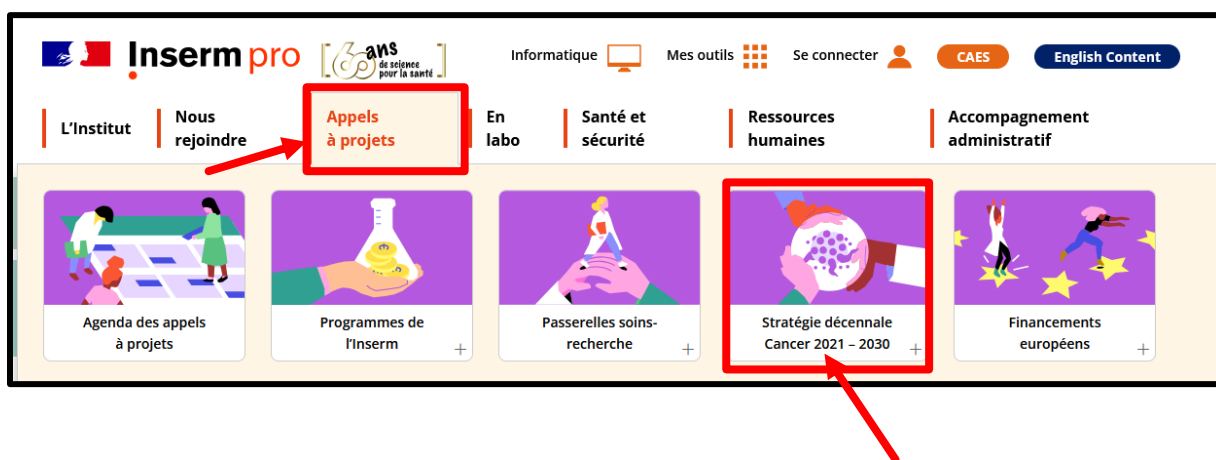 Inserm pro
60 ans
de science
pour la santé
Informatique
Mes outils
Se connecter
CAES
English Content
L'Institut
Nous
rejoindre
Appels
à projets
En
labo
Santé et
sécurité
Ressources
humaines
Accompagnement
administratif
Agenda des appels
à projets
Programmes de
l'Inserm
Passerelles soins-
recherche
Stratégie décennale
Cancer 2021 – 2030
Financements
européens